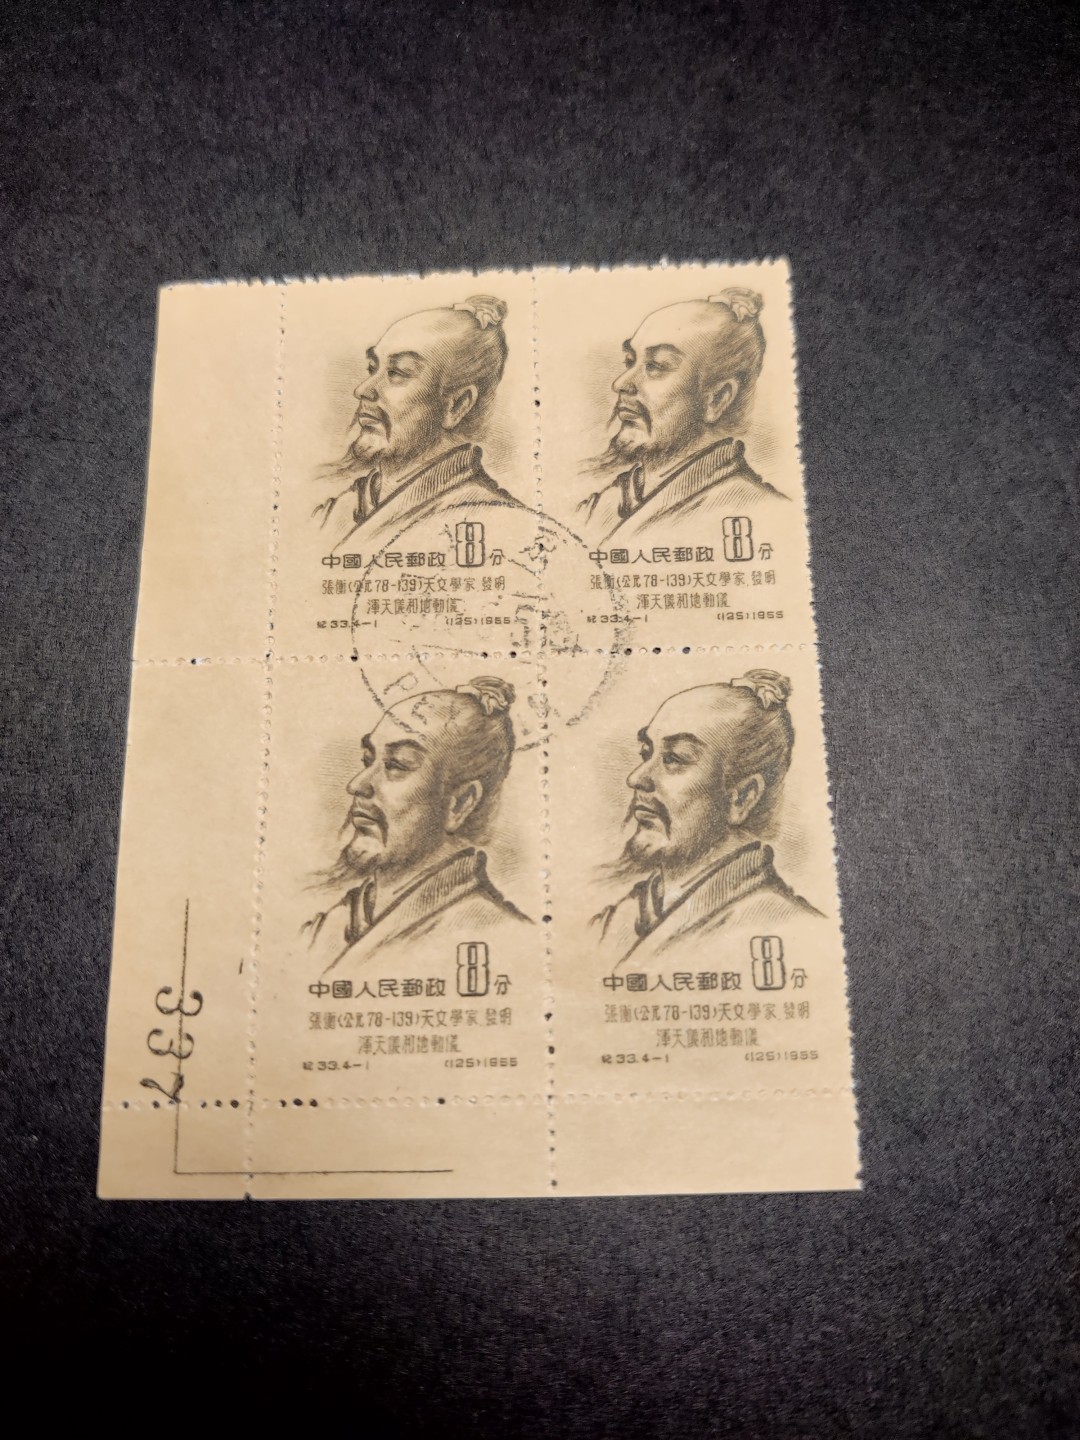 中國人民郵政 8分
張衡(公元78-139)天文學家、發明
渾天儀和地動儀
紀33.4-1 (125)1955
中國人民郵政 8分
張衡(公元78-139)天文學家、發明
渾天儀和地動儀
紀33.4-1 (125)1955
中國人民郵政 8分
張衡(公元78-139)天文學家、發明
渾天儀和地動儀
紀33.4-1 (125)1955
中國人民郵政 8分
張衡(公元78-139)天文學家、發明
渾天儀和地動儀
紀33.4-1 (125)1955
337